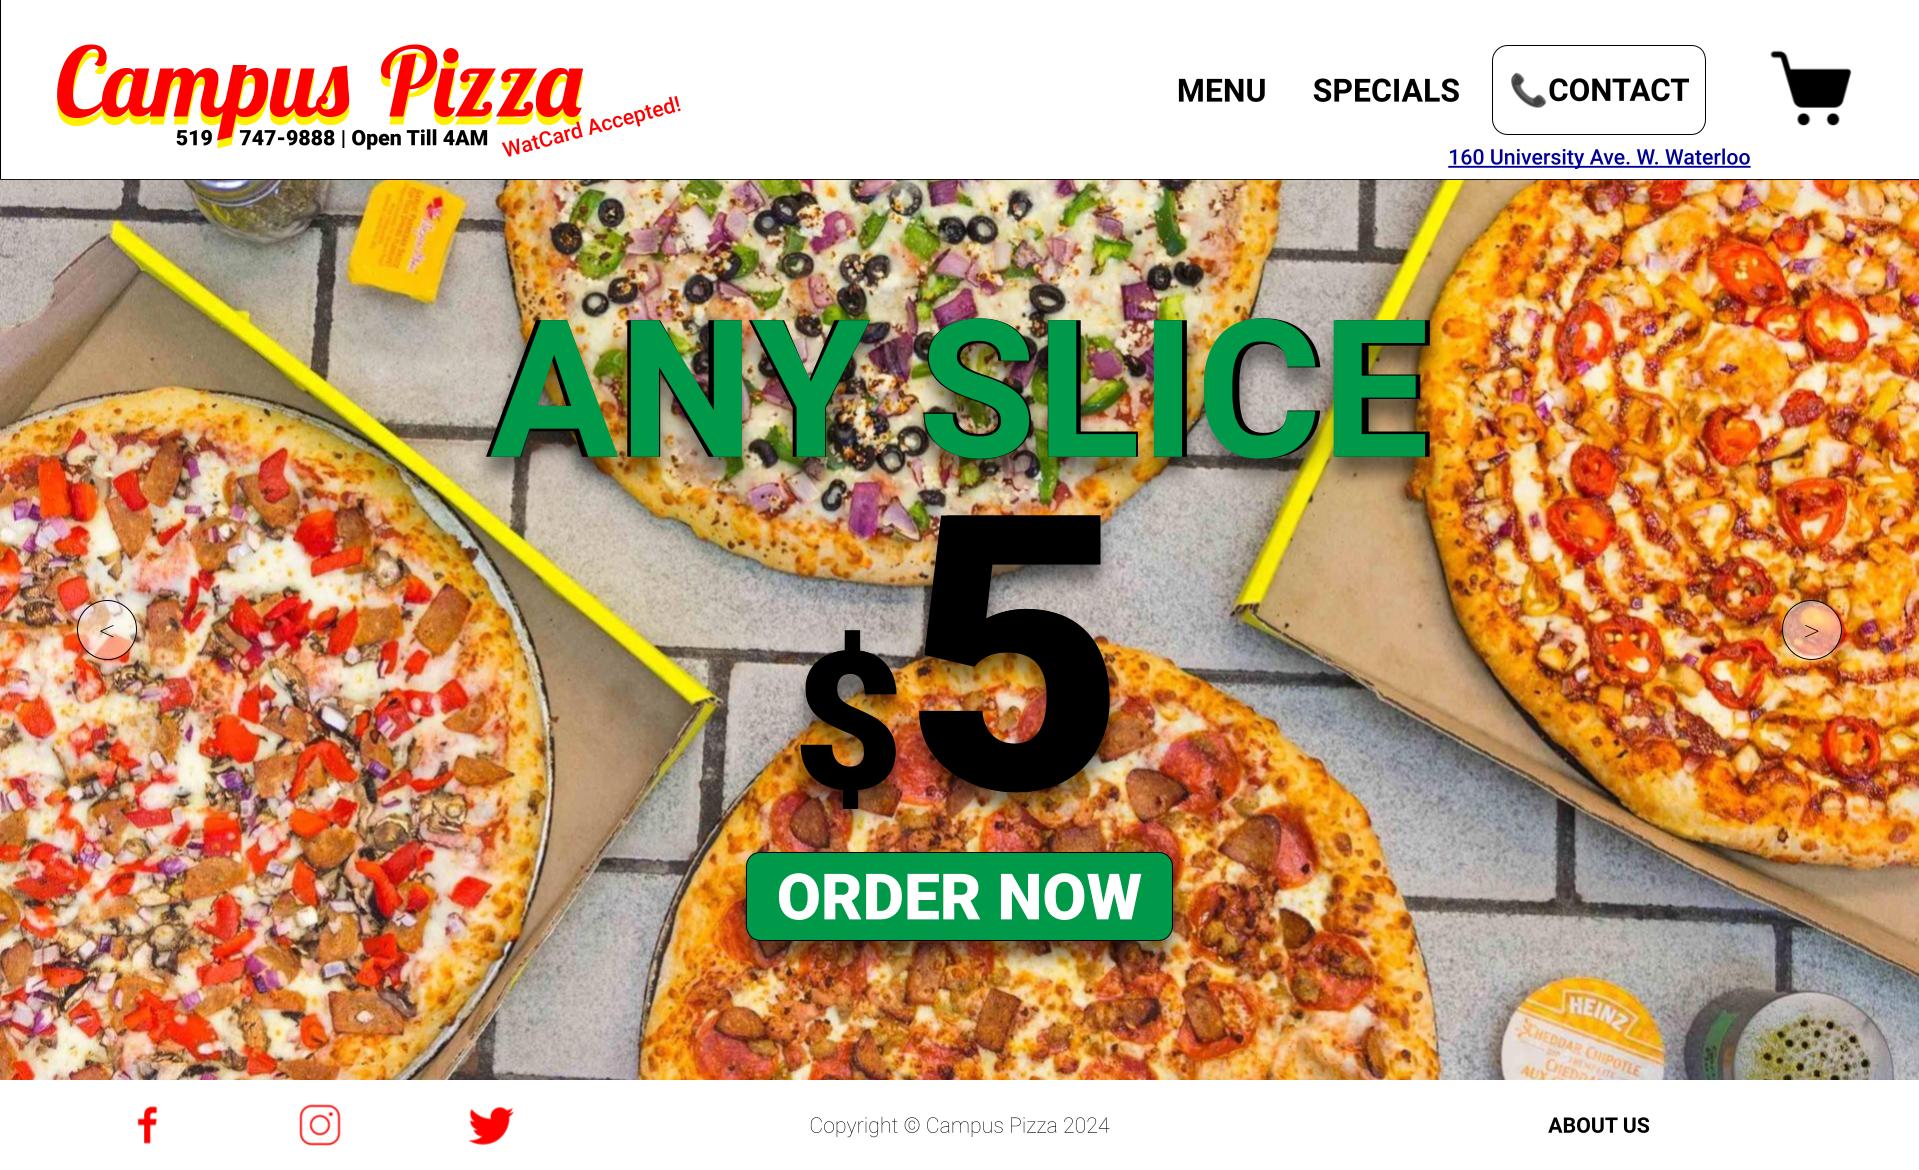 Campus Pizza
519 747-9888 | Open Till 4AM
WatCard Accepted!
MENU
SPECIALS
CONTACT
160 University Ave. W. Waterloo
ANY SLICE
$5
<
>
ORDER NOW
HEINZ
CHEDDAR CHIPOTLE
Copyright © Campus Pizza 2024
ABOUT US